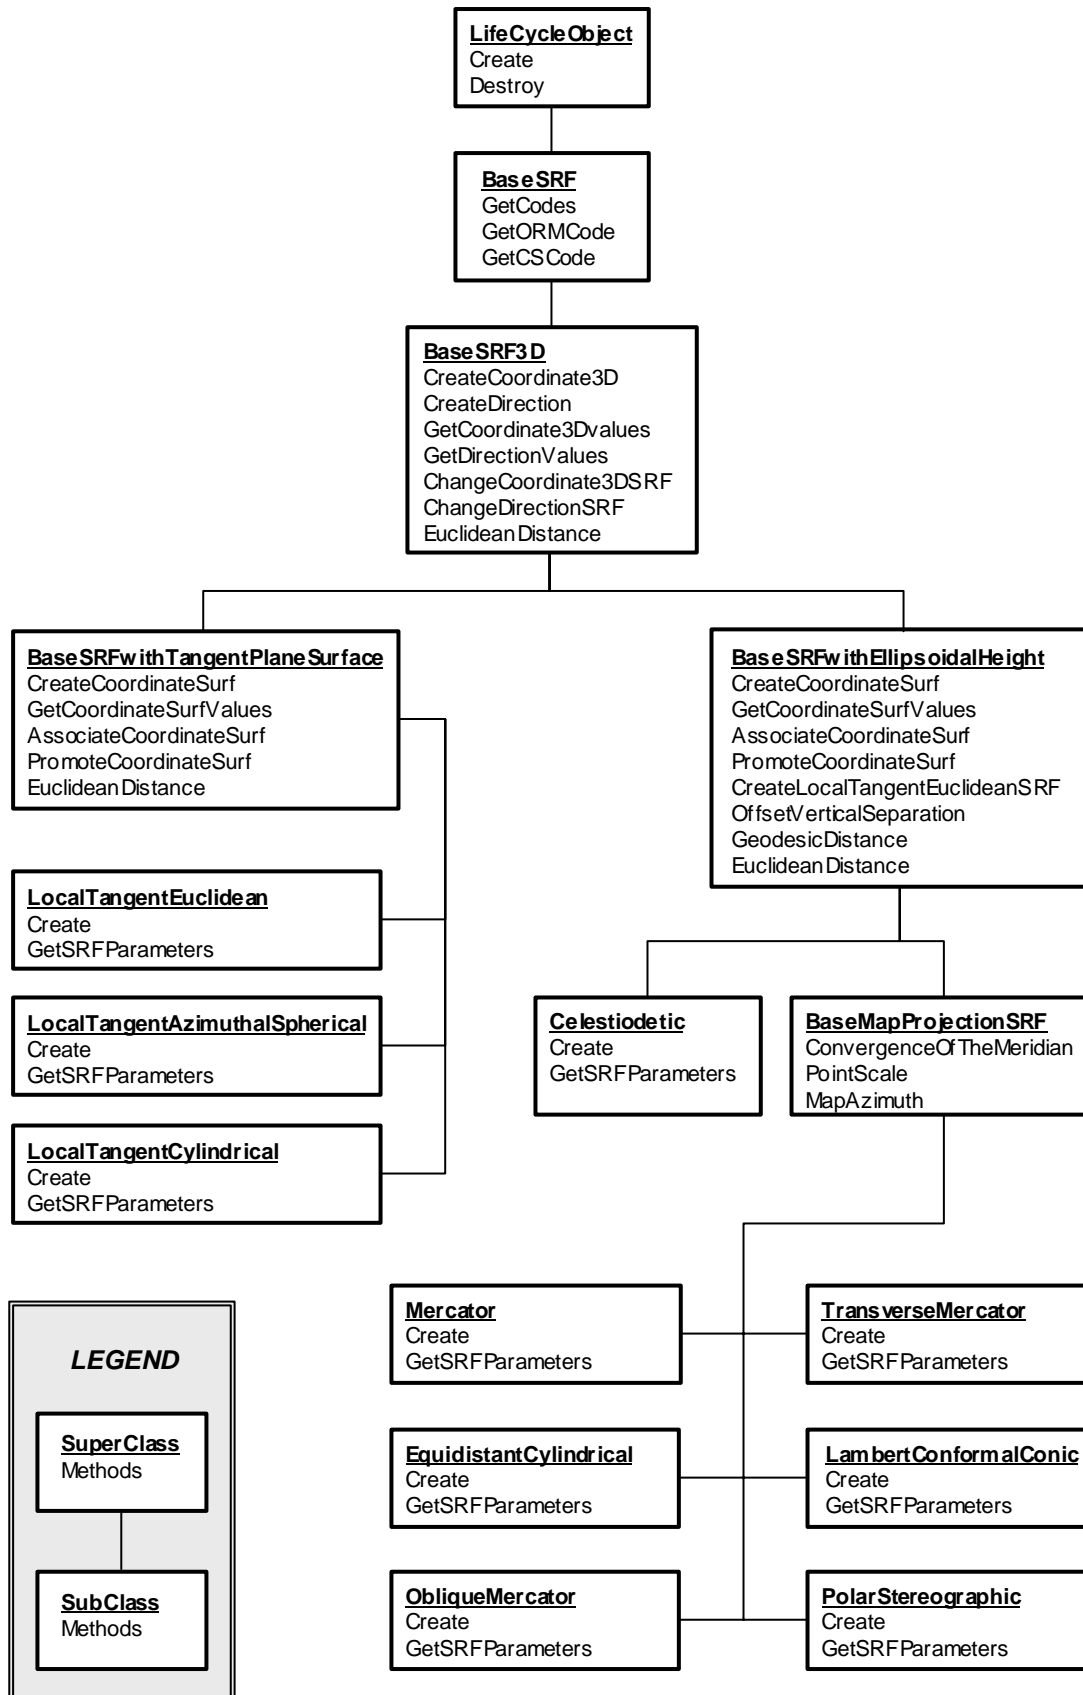 LifeCycleObject
Create
Destroy
BaseSRF
GetCodes
GetORMCode
GetCSCode
BaseSRF3D
CreateCoordinate3D
CreateDirection
GetCoordinate3Dvalues
GetDirectionValues
ChangeCoordinate3DSRF
ChangeDirectionSRF
EuclideanDistance
BaseSRFwithTangentPlaneSurface
CreateCoordinateSurf
GetCoordinateSurfValues
AssociateCoordinateSurf
PromoteCoordinateSurf
EuclideanDistance
BaseSRFwithEllipsoidalHeight
CreateCoordinateSurf
GetCoordinateSurfValues
AssociateCoordinateSurf
PromoteCoordinateSurf
CreateLocalTangentEuclideanSRF
OffsetVerticalSeparation
GeodesicDistance
EuclideanDistance
LocalTangentEuclidean
Create
GetSRFParameters
LocalTangentAzimuthalSpherical
Create
GetSRFParameters
LocalTangentCylindrical
Create
GetSRFParameters
Celestiodetic
Create
GetSRFParameters
BaseMapProjectionSRF
ConvergenceOfTheMeridian
PointScale
MapAzimuth
Mercator
Create
GetSRFParameters
TransverseMercator
Create
GetSRFParameters
EquidistantCylindrical
Create
GetSRFParameters
LambertConformalConic
Create
GetSRFParameters
ObliqueMercator
Create
GetSRFParameters
PolarStereographic
Create
GetSRFParameters
LEGEND
SuperClass
Methods
SubClass
Methods